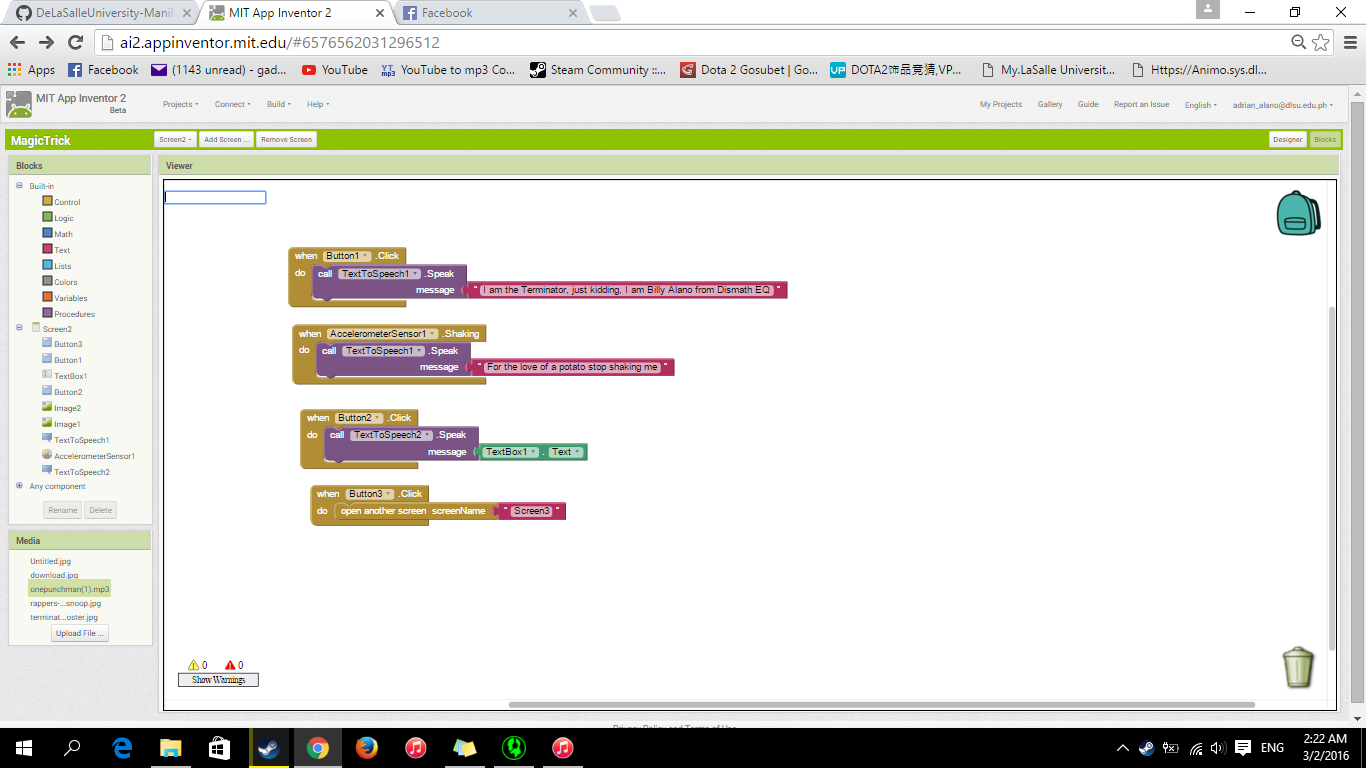 DeLaSalleUniversity-Manil
MIT App Inventor 2
Facebook
ai2.appinventor.mit.edu/#6576562031296512
Apps
Facebook
(1143 unread) - gad...
YouTube
YT mp3
YouTube to mp3 Co...
Steam Community ::...
Dota 2 Gosubet | Go...
VP
DOTA2饰品竞猜,VP...
My.LaSalle Universit...
Https://Animo.sys.dl...
MIT App Inventor 2
Beta
Projects
Connect
Build
Help
My Projects
Gallery
Guide
Report an Issue
English
adrian_alano@dlsu.edu.ph
MagicTrick
Screen2
Add Screen ...
Remove Screen
Designer
Blocks
Blocks
Built-in
Control
Logic
Math
Text
Lists
Colors
Variables
Procedures
Screen2
Button3
Button1
TextBox1
Button2
Image2
Image1
TextToSpeech1
AccelerometerSensor1
TextToSpeech2
Any component
Rename
Delete
Media
Untitled.jpg
download.jpg
onepunchman(1).mp3
rappers-...snoop.jpg
terminat...oster.jpg
Upload File ...
Viewer
when Button1 .Click
do call TextToSpeech1 .Speak
message " I am the Terminator, just kidding, I am Billy Alano from Dismath EQ "
when AccelerometerSensor1 .Shaking
do call TextToSpeech1 .Speak
message " For the love of a potato stop shaking me "
when Button2 .Click
do call TextToSpeech2 .Speak
message TextBox1 . Text
when Button3 .Click
do open another screen screenName " Screen3 "
0 0
Show Warnings
Privacy Policy and Terms of Use
ENG
2:22 AM
3/2/2016